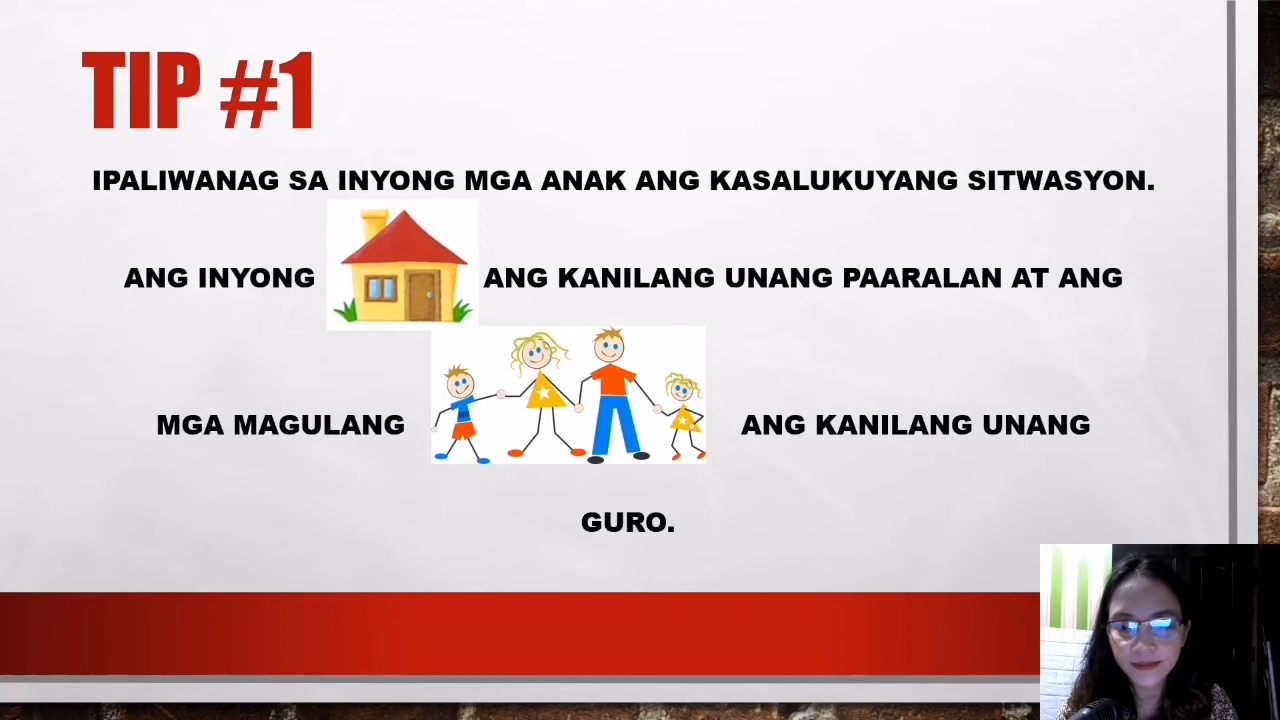 TIP #1
IPALIWANAG SA INYONG MGA ANAK ANG KASALUKUYANG SITWASYON.
ANG INYONG ANG KANILANG UNANG PAARALAN AT ANG
MGA MAGULANG ANG KANILANG UNANG
GURO.